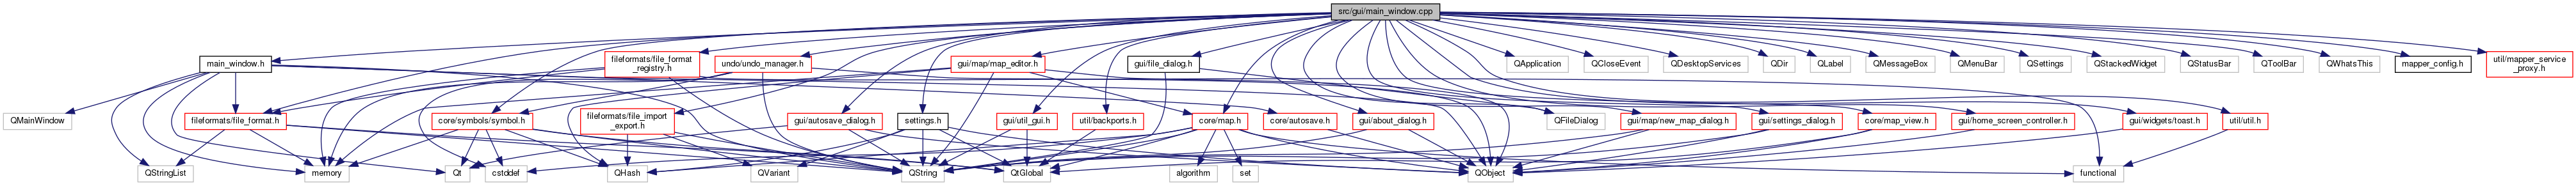 src/gui/main_window.cpp
main_window.h
fileformats/file_format
_registry.h
undo/undo_manager.h
gui/map/map_editor.h
gui/file_dialog.h
QApplication
QCloseEvent
QDesktopServices
QDir
QLabel
QMessageBox
QMenuBar
QSettings
QStackedWidget
QStatusBar
QToolBar
QWhatsThis
mapper_config.h
util/mapper_service
_proxy.h
QMainWindow
fileformats/file_format.h
core/symbols/symbol.h
fileformats/file_import
_export.h
gui/autosave_dialog.h
settings.h
gui/util_gui.h
util/backports.h
core/map.h
core/autosave.h
gui/about_dialog.h
QFileDialog
gui/map/new_map_dialog.h
gui/settings_dialog.h
core/map_view.h
gui/home_screen_controller.h
gui/widgets/toast.h
util/util.h
QStringList
memory
Qt
cstddef
QHash
QVariant
QString
QtGlobal
algorithm
set
QObject
functional